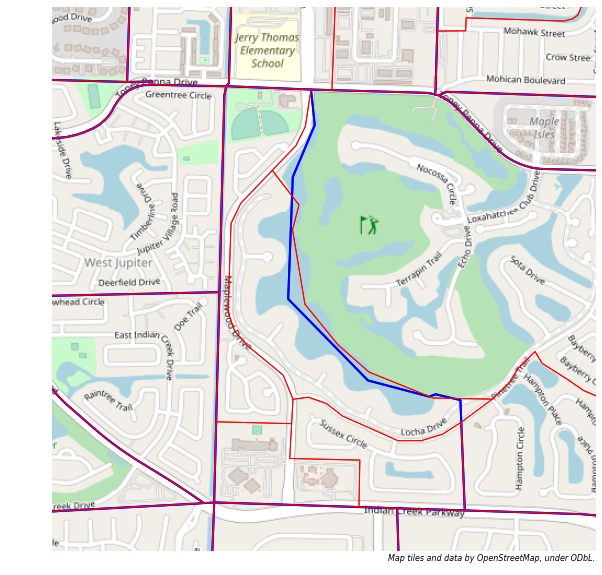 Street
Mohawk Street
Crow Stree
Jerry Thomas
Elementary
School
Mohican Boulevard
Toney Penna Drive
Greentree Circle
Toney Penna Drive
Maple
Isles
Lakeside Drive
Nocossa Circle
Timberline Drive
Jupiter Village Road
Loxahatchee Club Drive
Echo Drive
West Jupiter
Terrapin Trail
Sota Drive
Deerfield Drive
whead Circle
Doe Trail
Maplewood Drive
East Indian
Creek Drive
Bayberry
Bayberry C
Pinetree Trail
Hampton Place
Raintree Trail
Sussex Circle
Locha Drive
Hampton Circle
reek Drive
Indian Creek Parkway
Map tiles and data by OpenStreetMap, under ODbL.